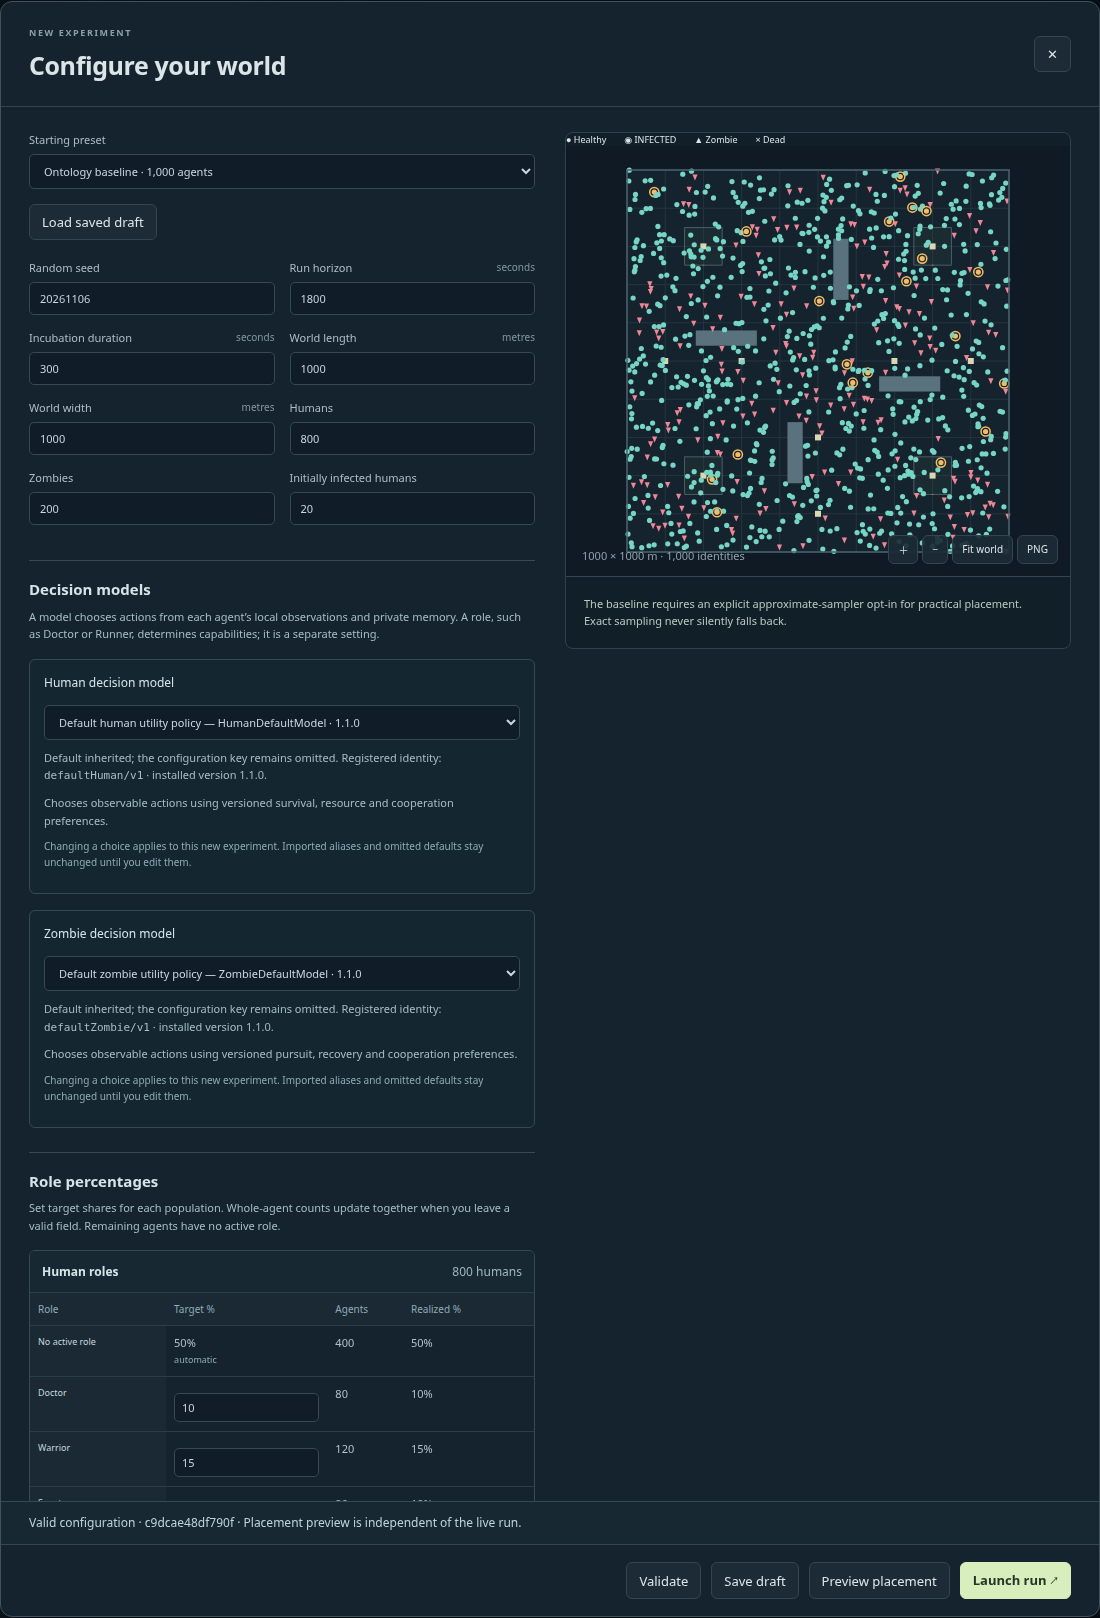 NEW EXPERIMENT
Configure your world
×
Starting preset
Ontology baseline · 1,000 agents
Load saved draft
Random seed
20261106
Run horizon seconds
1800
Incubation duration seconds
300
World length metres
1000
World width metres
1000
Humans
800
Zombies
200
Initially infected humans
20
Decision models
A model chooses actions from each agent's local observations and private memory. A role, such
as Doctor or Runner, determines capabilities; it is a separate setting.
Human decision model
Default human utility policy — HumanDefaultModel · 1.1.0
Default inherited; the configuration key remains omitted. Registered identity:
defaultHuman/v1 · installed version 1.1.0.
Chooses observable actions using versioned survival, resource and cooperation
preferences.
Changing a choice applies to this new experiment. Imported aliases and omitted defaults stay
unchanged until you edit them.
Zombie decision model
Default zombie utility policy — ZombieDefaultModel · 1.1.0
Default inherited; the configuration key remains omitted. Registered identity:
defaultZombie/v1 · installed version 1.1.0.
Chooses observable actions using versioned pursuit, recovery and cooperation preferences.
Changing a choice applies to this new experiment. Imported aliases and omitted defaults stay
unchanged until you edit them.
Role percentages
Set target shares for each population. Whole-agent counts update together when you leave a
valid field. Remaining agents have no active role.
Human roles 800 humans
Role Target % Agents Realized %
No active role 50% 400 50%
automatic
Doctor 10 80 10%
Warrior 15 120 15%
● Healthy ◉ INFECTED ▲ Zombie × Dead
1000 × 1000 m · 1,000 identities
+ − Fit world PNG
The baseline requires an explicit approximate-sampler opt-in for practical placement.
Exact sampling never silently falls back.
Valid configuration · c9dcae48df790f · Placement preview is independent of the live run.
Validate Save draft Preview placement Launch run ↗